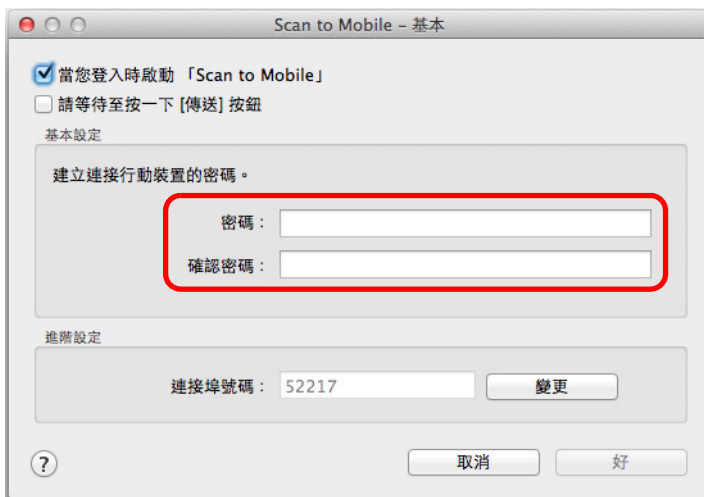 Scan to Mobile – 基本
當您登入時啟動 「Scan to Mobile」
請等待至按一下 [傳送] 按鈕
基本設定
建立連接行動裝置的密碼。
密碼：
確認密碼：
進階設定
連接埠號碼： 52217 變更
? 取消 好